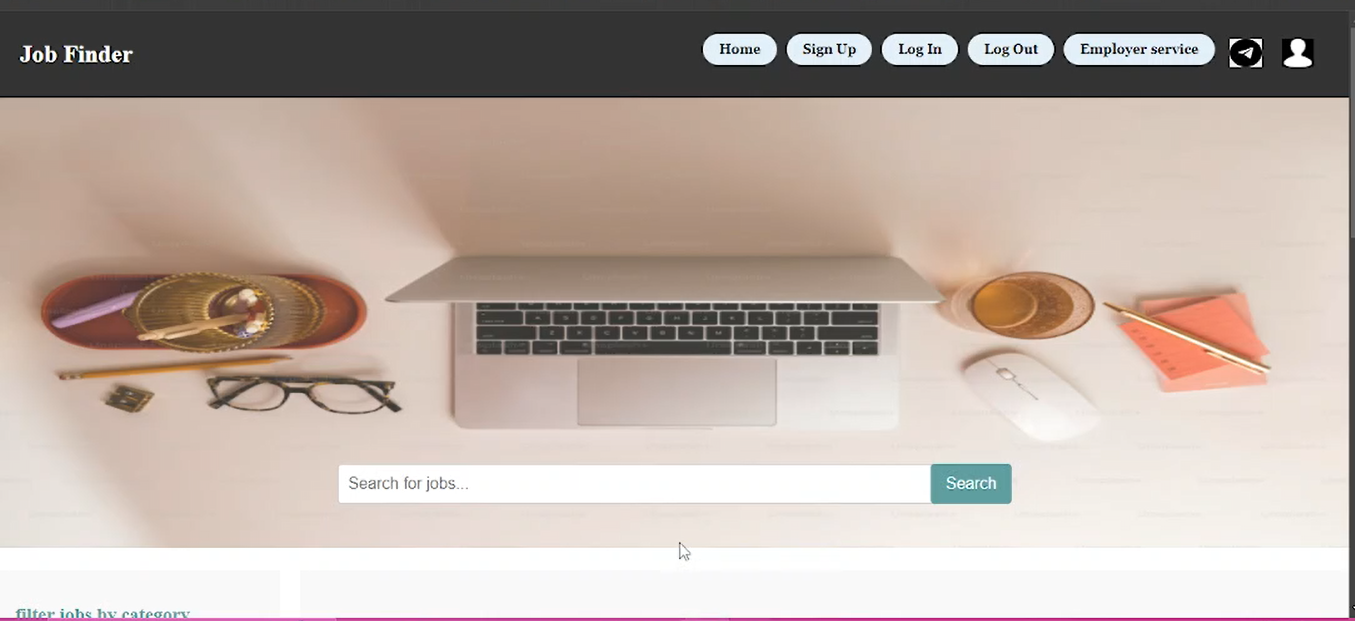 Job Finder
Home Sign Up Log In Log Out Employer service
Search for jobs... Search
filter jobs by category